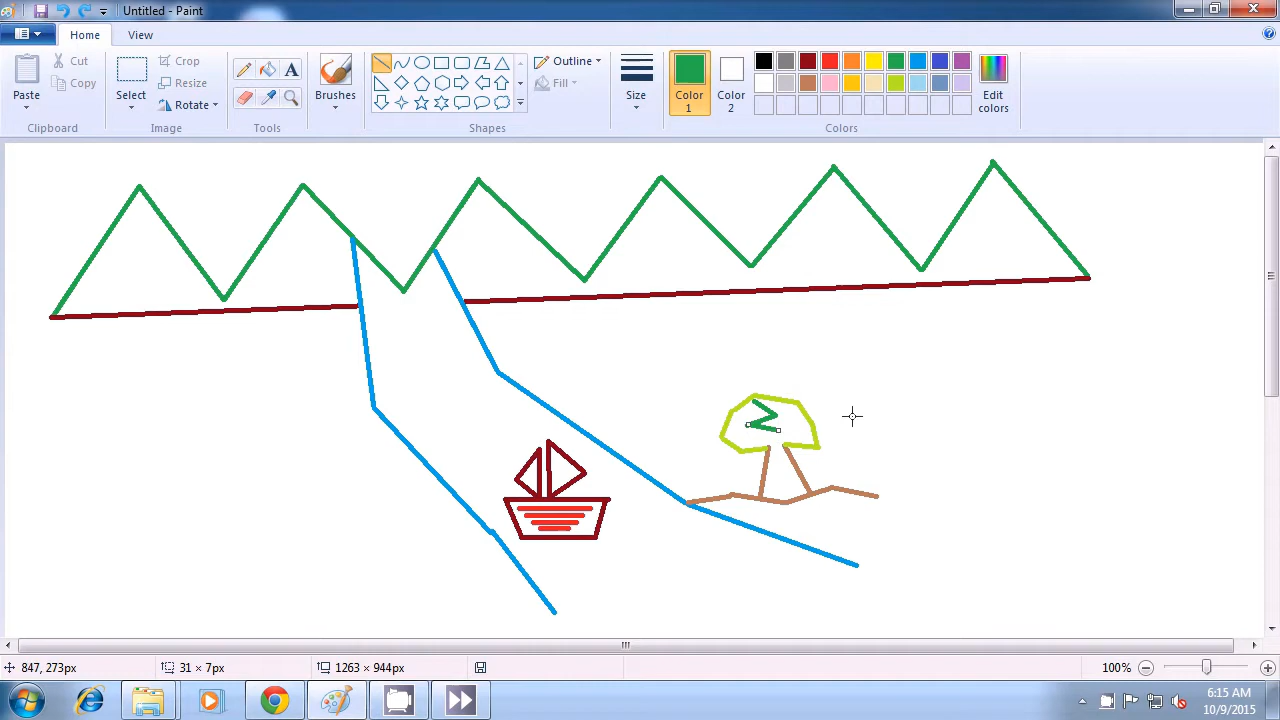 Untitled - Paint
Home View
Paste
Cut
Copy
Clipboard
Select
Crop
Resize
Rotate
Image
A
Tools
Brushes
Shapes
Outline
Fill
Size
Color
1
Color
2
Edit
colors
Colors
847, 273px
31 × 7px
1263 × 944px
100%
6:15 AM
10/9/2015